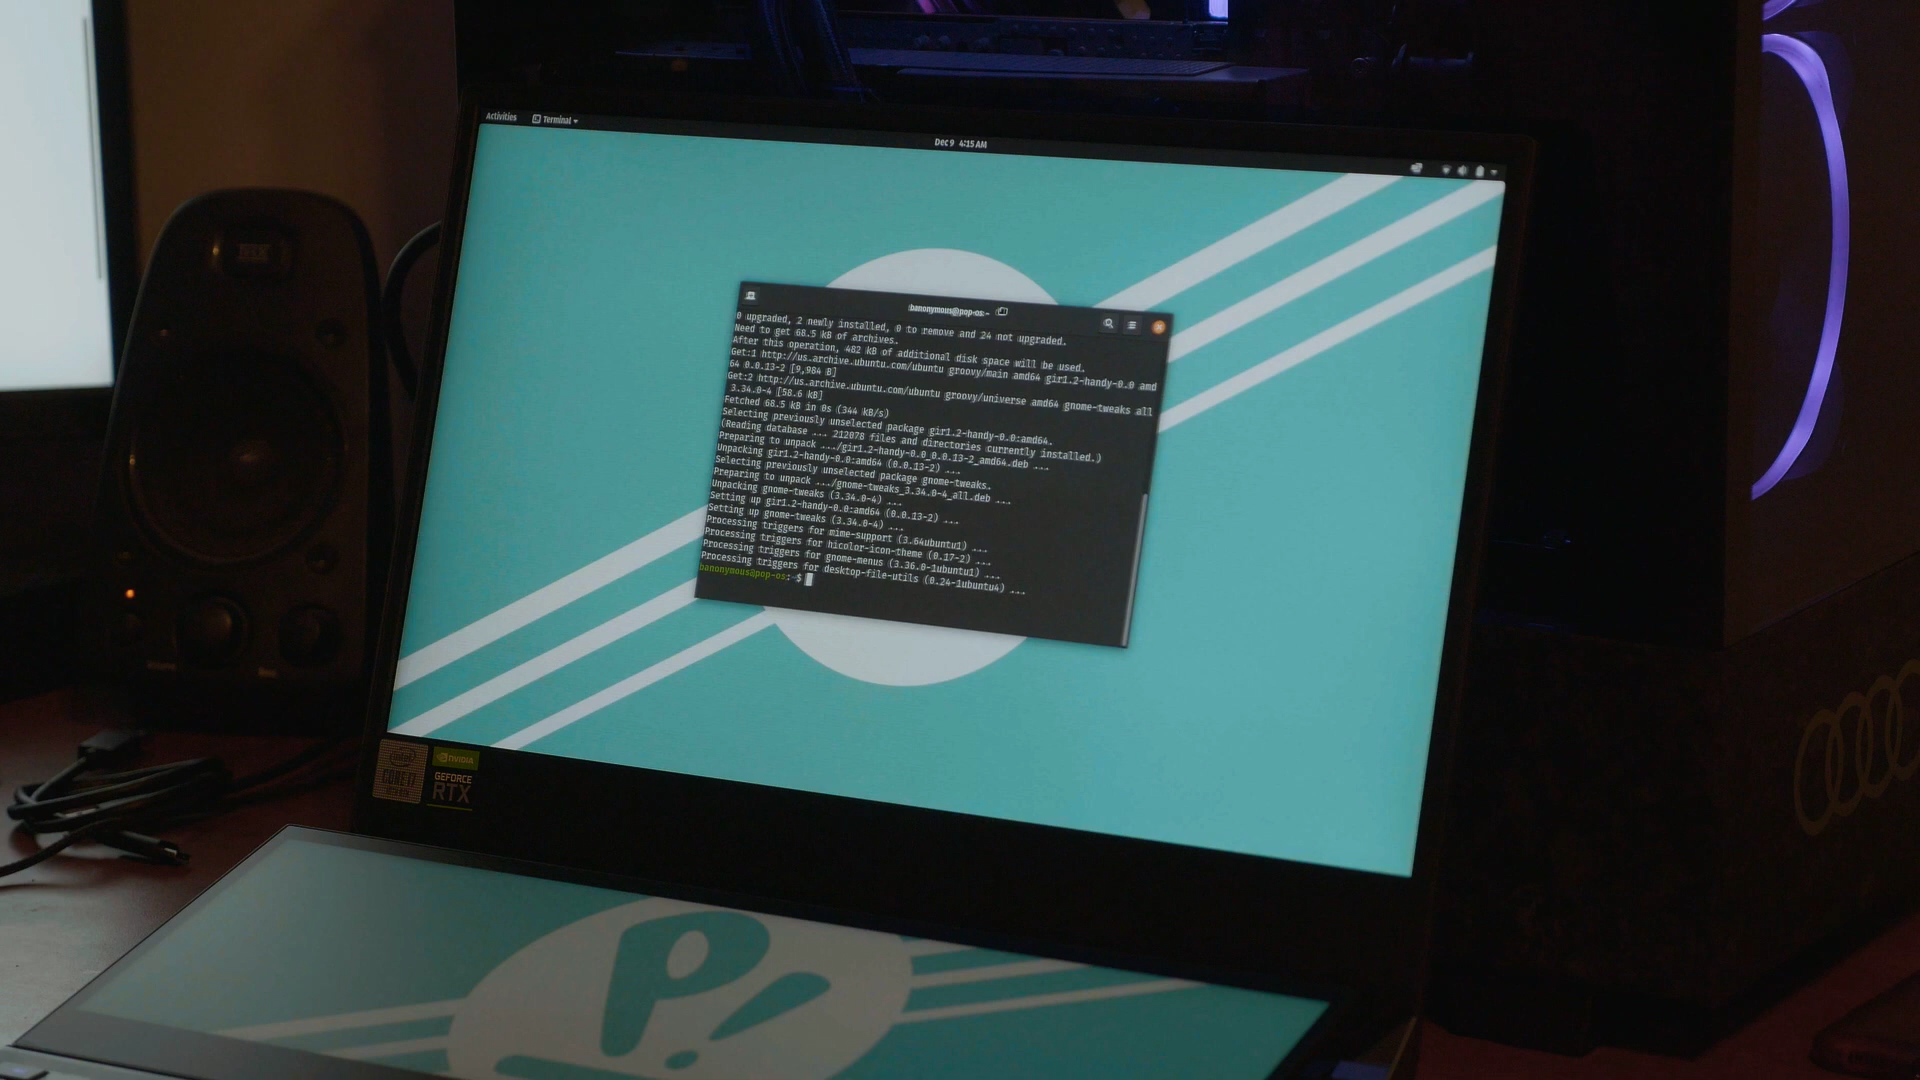 Activities Terminal
Dec 9 4:15 AM
banonymous@pop-os:~
0 upgraded, 2 newly installed, 0 to remove and 24 not upgraded.
Need to get 68.5 kB of archives.
After this operation, 482 kB of additional disk space will be used.
Get:1 http://us.archive.ubuntu.com/ubuntu groovy/main amd64 gir1.2-handy-0.0 amd
64 0.0.13-2 [9,984 B]
Get:2 http://us.archive.ubuntu.com/ubuntu groovy/universe amd64 gnome-tweaks all
3.34.0-4 [58.6 kB]
Fetched 68.5 kB in 0s (344 kB/s)
Selecting previously unselected package gir1.2-handy-0.0:amd64.
(Reading database ... 212078 files and directories currently installed.)
Preparing to unpack .../gir1.2-handy-0.0_0.0.13-2_amd64.deb ...
Unpacking gir1.2-handy-0.0:amd64 (0.0.13-2) ...
Selecting previously unselected package gnome-tweaks.
Preparing to unpack .../gnome-tweaks_3.34.0-4_all.deb ...
Unpacking gnome-tweaks (3.34.0-4) ...
Setting up gir1.2-handy-0.0:amd64 (0.0.13-2) ...
Setting up gnome-tweaks (3.34.0-4) ...
Processing triggers for mime-support (3.64ubuntu1) ...
Processing triggers for hicolor-icon-theme (0.17-2) ...
Processing triggers for gnome-menus (3.36.0-1ubuntu1) ...
Processing triggers for desktop-file-utils (0.24-1ubuntu4) ...
banonymous@pop-os:~$
intel
CORE i7
NVIDIA
GEFORCE
RTX
P!